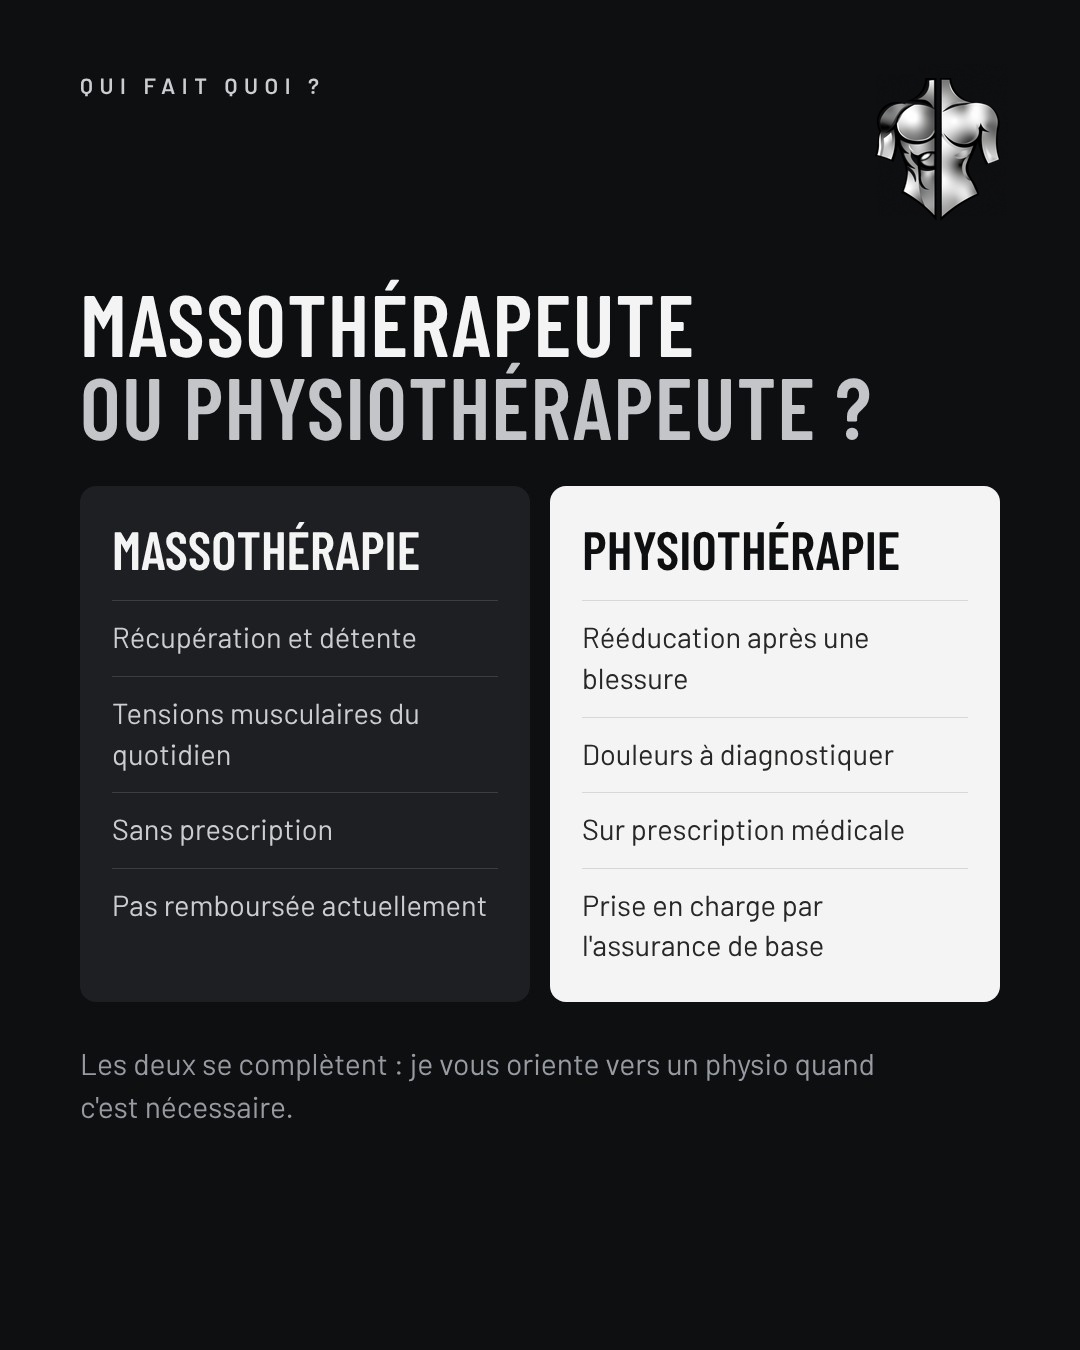 QUI FAIT QUOI ?
MASSOTHÉRAPEUTE
OU PHYSIOTHÉRAPEUTE ?
MASSOTHÉRAPIE
Récupération et détente
Tensions musculaires du
quotidien
Sans prescription
Pas remboursée actuellement
PHYSIOTHÉRAPIE
Rééducation après une
blessure
Douleurs à diagnostiquer
Sur prescription médicale
Prise en charge par
l'assurance de base
Les deux se complètent : je vous oriente vers un physio quand
c'est nécessaire.